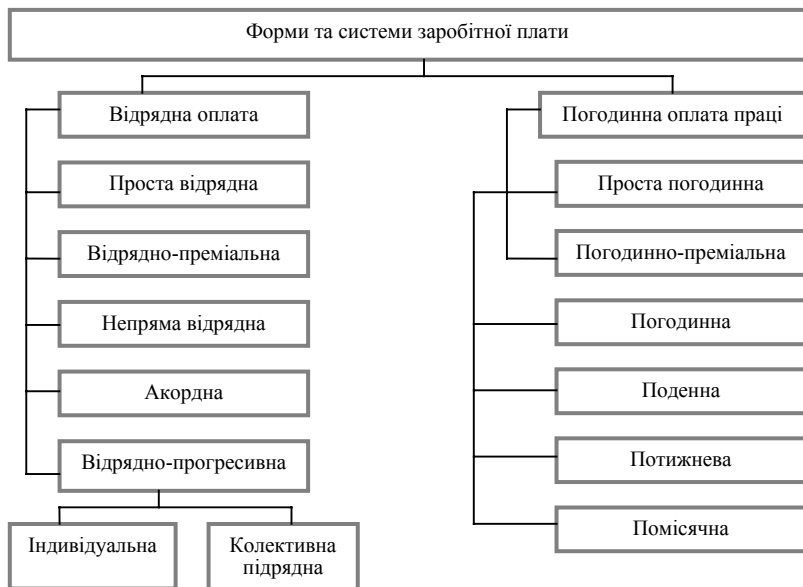 Форми та системи заробітної плати
Відрядна оплата
Погодинна оплата праці
Проста відрядна
Проста погодинна
Відрядно-преміальна
Погодинно-преміальна
Непряма відрядна
Погодинна
Акордна
Поденна
Відрядно-прогресивна
Потижнева
Індивідуальна
Колективна
підрядна
Помісячна